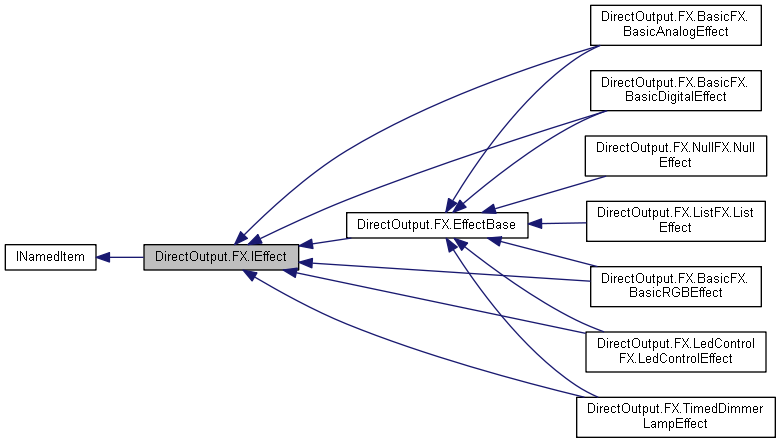 DirectOutput.FX.BasicFX.
BasicAnalogEffect
DirectOutput.FX.BasicFX.
BasicDigitalEffect
DirectOutput.FX.NullFX.Null
Effect
DirectOutput.FX.EffectBase
DirectOutput.FX.ListFX.List
Effect
INamedItem
DirectOutput.FX.IEffect
DirectOutput.FX.BasicFX.
BasicRGBEffect
DirectOutput.FX.LedControl
FX.LedControlEffect
DirectOutput.FX.TimedDimmer
LampEffect